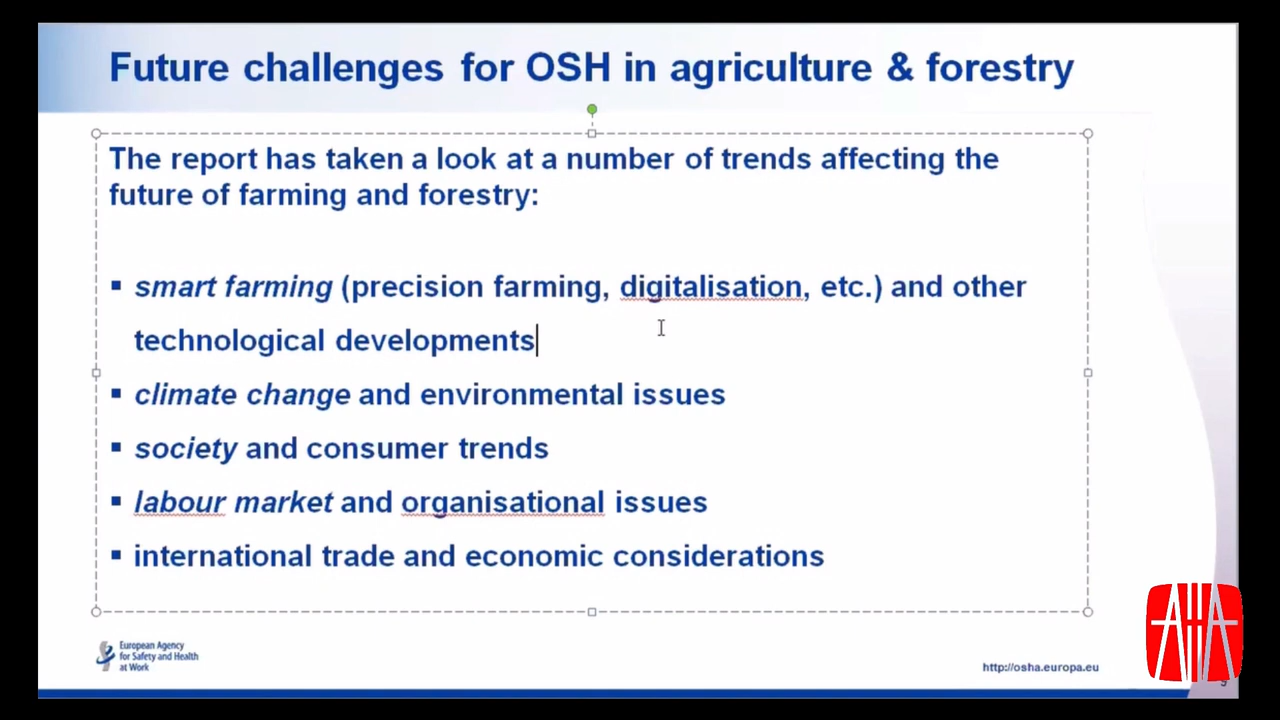 Future challenges for OSH in agriculture & forestry
The report has taken a look at a number of trends affecting the
future of farming and forestry:
▪ smart farming (precision farming, digitalisation, etc.) and other
technological developments
▪ climate change and environmental issues
▪ society and consumer trends
▪ labour market and organisational issues
▪ international trade and economic considerations
European Agency
for Safety and Health
at Work
http://osha.europa.eu